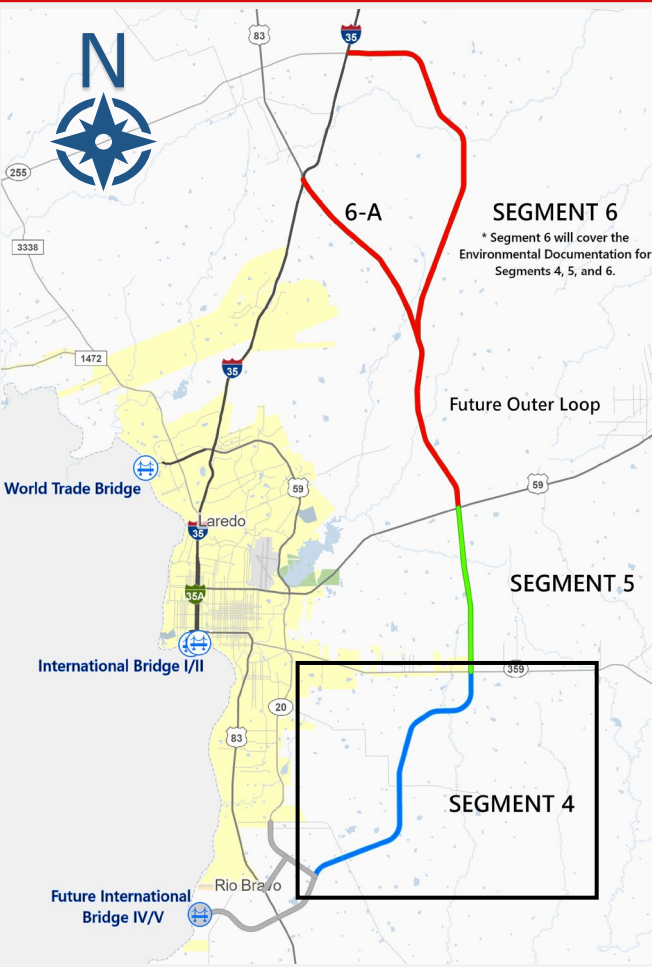 N
83
35
255
6-A
SEGMENT 6
* Segment 6 will cover the
Environmental Documentation for
Segments 4, 5, and 6.
3338
1472
35
Future Outer Loop
World Trade Bridge
59
59
Laredo
35
35A
SEGMENT 5
International Bridge I/II
359
20
83
SEGMENT 4
Rio Bravo
Future International
Bridge IV/V